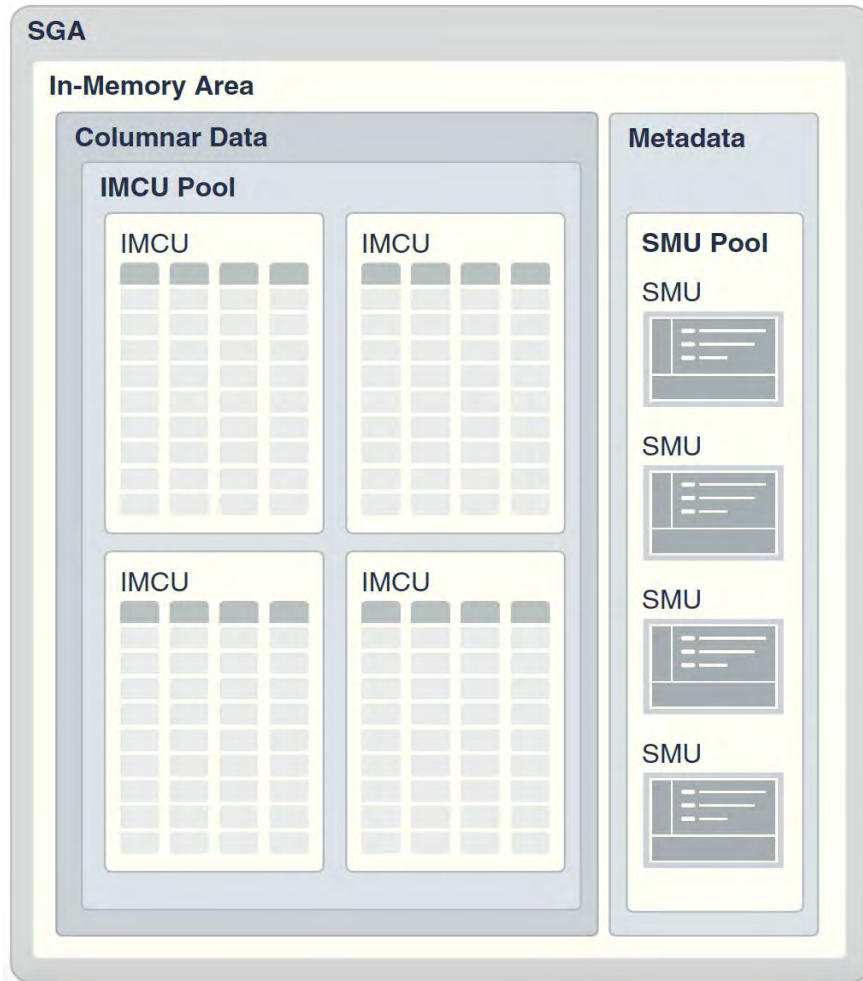 SGA
In-Memory Area
Columnar Data
IMCU Pool
IMCU
IMCU
IMCU
IMCU
Metadata
SMU Pool
SMU
SMU
SMU
SMU